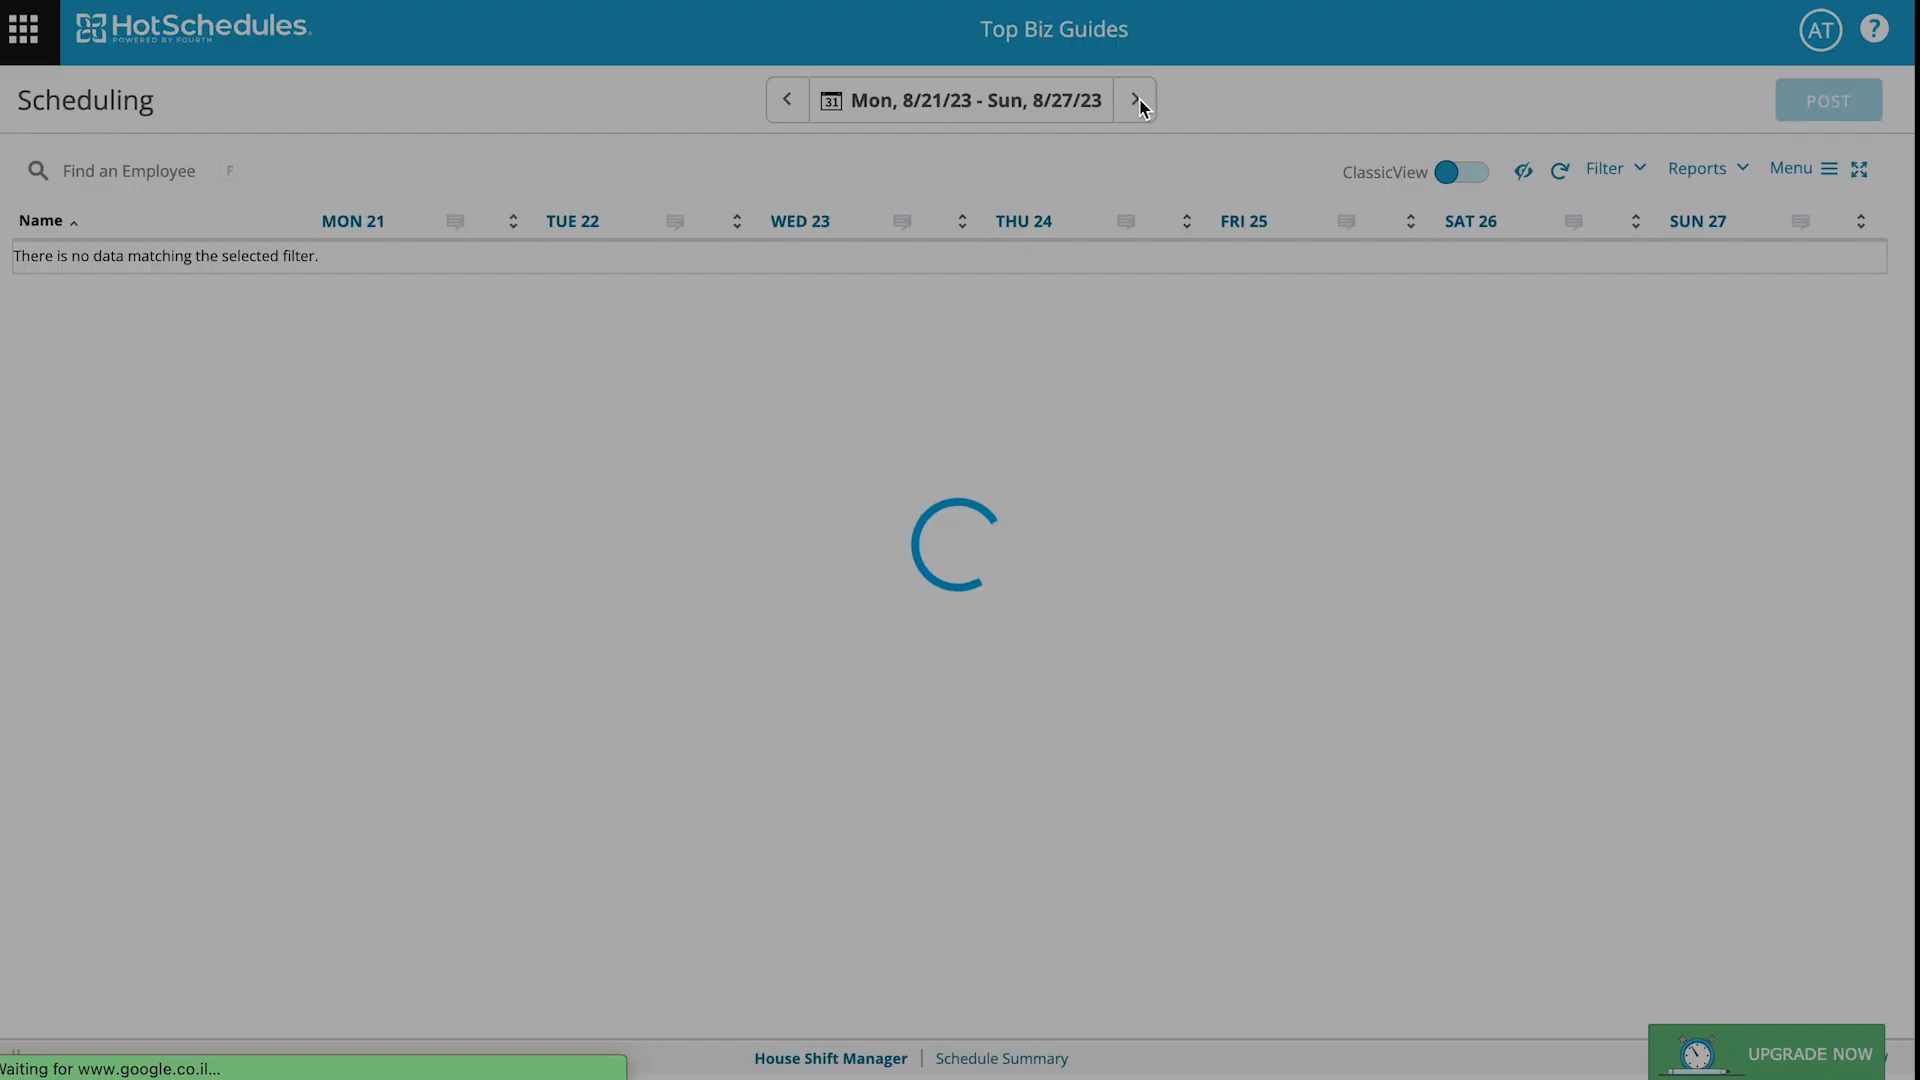 HotSchedules.
POWERED BY FOURTH
Top Biz Guides
AT
?
Scheduling
31 Mon, 8/21/23 - Sun, 8/27/23
POST
Find an Employee F
ClassicView
Filter
Reports
Menu
Name MON 21 TUE 22 WED 23 THU 24 FRI 25 SAT 26 SUN 27
There is no data matching the selected filter.
House Shift Manager | Schedule Summary
UPGRADE NOW
Waiting for www.google.co.il...